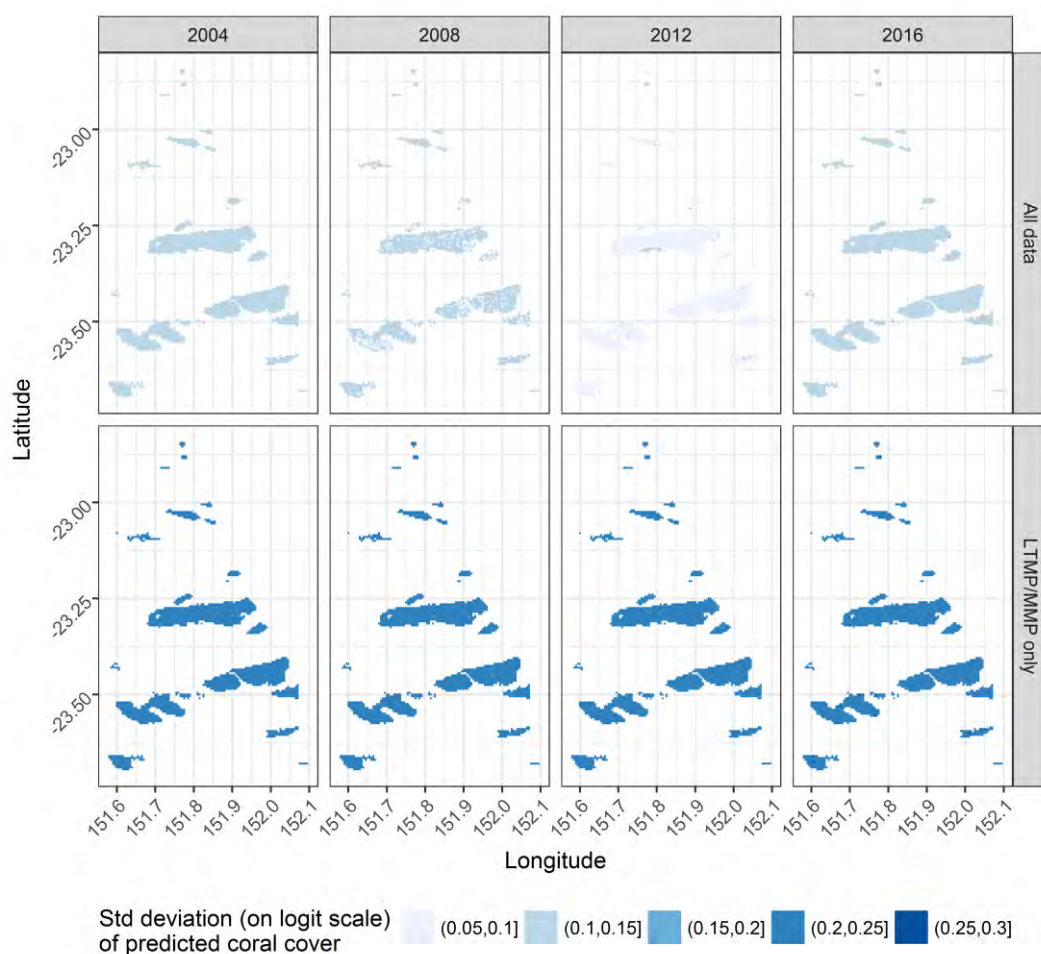 2004
2008
2012
2016
-23.00
-23.25
-23.50
All data
Latitude
-23.00
-23.25
-23.50
LTMP/MMP only
151.6 151.7 151.8 151.9 152.0 152.1
151.6 151.7 151.8 151.9 152.0 152.1
151.6 151.7 151.8 151.9 152.0 152.1
151.6 151.7 151.8 151.9 152.0 152.1
Longitude
Std deviation (on logit scale)
of predicted coral cover
(0.05,0.1]
(0.1,0.15]
(0.15,0.2]
(0.2,0.25]
(0.25,0.3]